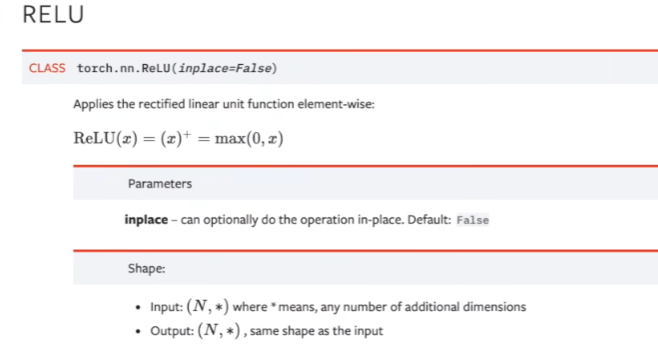 RELU
CLASS torch.nn.ReLU(inplace=False)
Applies the rectified linear unit function element-wise:
ReLU(x) = (x)⁺ = max(0, x)
Parameters
inplace – can optionally do the operation in-place. Default: False
Shape:
• Input: (N, *) where * means, any number of additional dimensions
• Output: (N, *) , same shape as the input